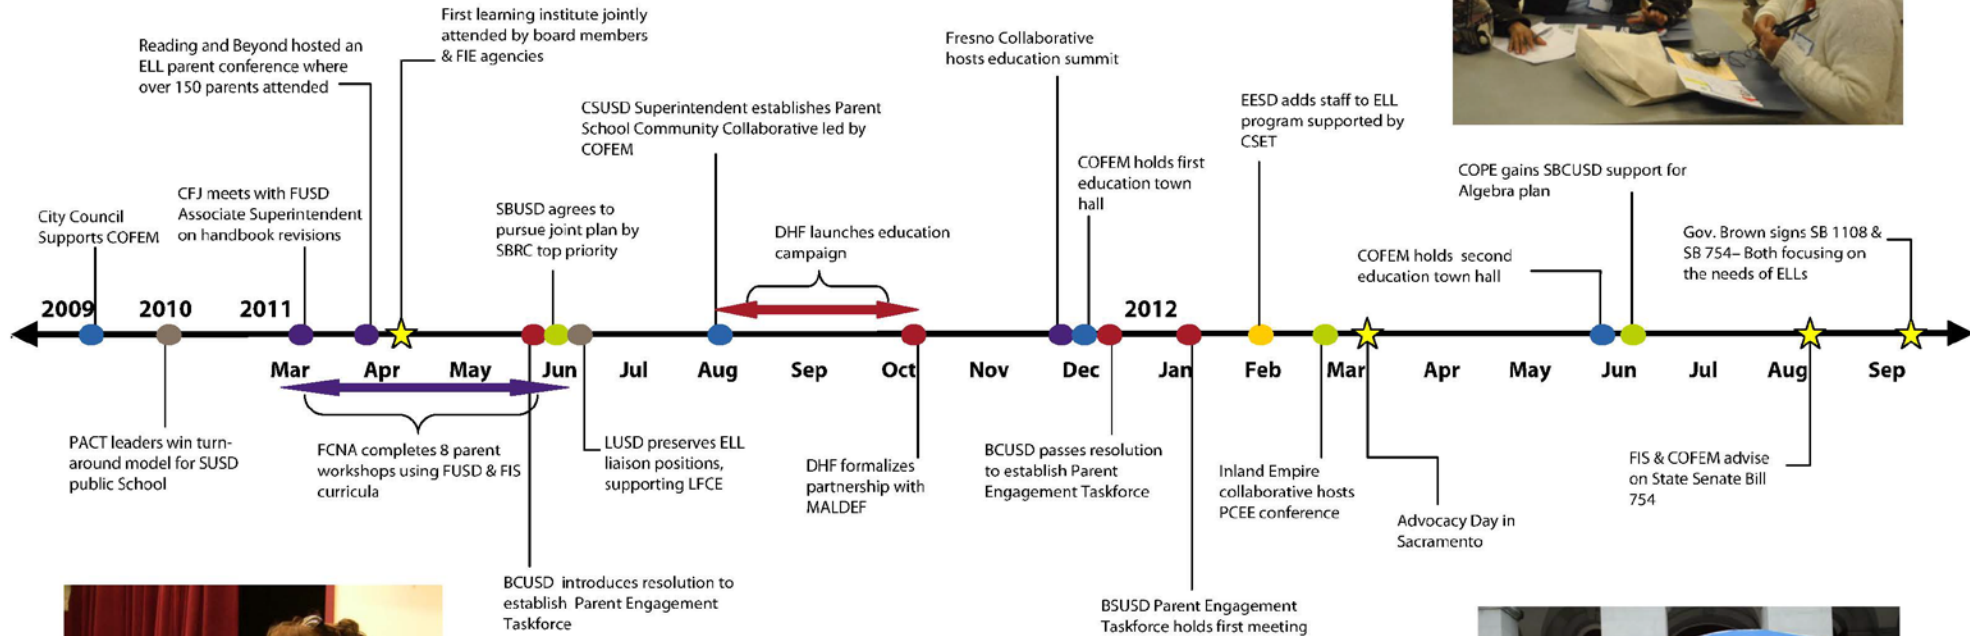 First learning institute jointly
attended by board members
& FIE agencies
Reading and Beyond hosted an
ELL parent conference where
over 150 parents attended
Fresno Collaborative
hosts education summit
CSUSD Superintendent establishes Parent
School Community Collaborative led by
COFEM
EESD adds staff to ELL
program supported by
CSET
COFEM holds first
education town
hall
COPE gains SBCUSD support for
Algebra plan
City Council
Supports COFEM
CFJ meets with FUSD
Associate Superintendent
on handbook revisions
SBUSD agrees to
pursue joint plan by
SBRC top priority
DHF launches education
campaign
COFEM holds second
education town hall
Gov. Brown signs SB 1108 &
SB 754– Both focusing on
the needs of ELLs
2009 2010 2011 2012
Mar Apr May Jun Jul Aug Sep Oct Nov Dec Jan Feb Mar Apr May Jun Jul Aug Sep
PACT leaders win turn-
around model for SUSD
public School
FCNA completes 8 parent
workshops using FUSD & FIS
curricula
LUSD preserves ELL
liaison positions,
supporting LFCE
DHF formalizes
partnership with
MALDEF
BCUSD passes resolution
to establish Parent
Engagement Taskforce
Inland Empire
collaborative hosts
PCEE conference
Advocacy Day in
Sacramento
FIS & COFEM advise
on State Senate Bill
754
BCUSD introduces resolution to
establish Parent Engagement
Taskforce
BSUSD Parent Engagement
Taskforce holds first meeting